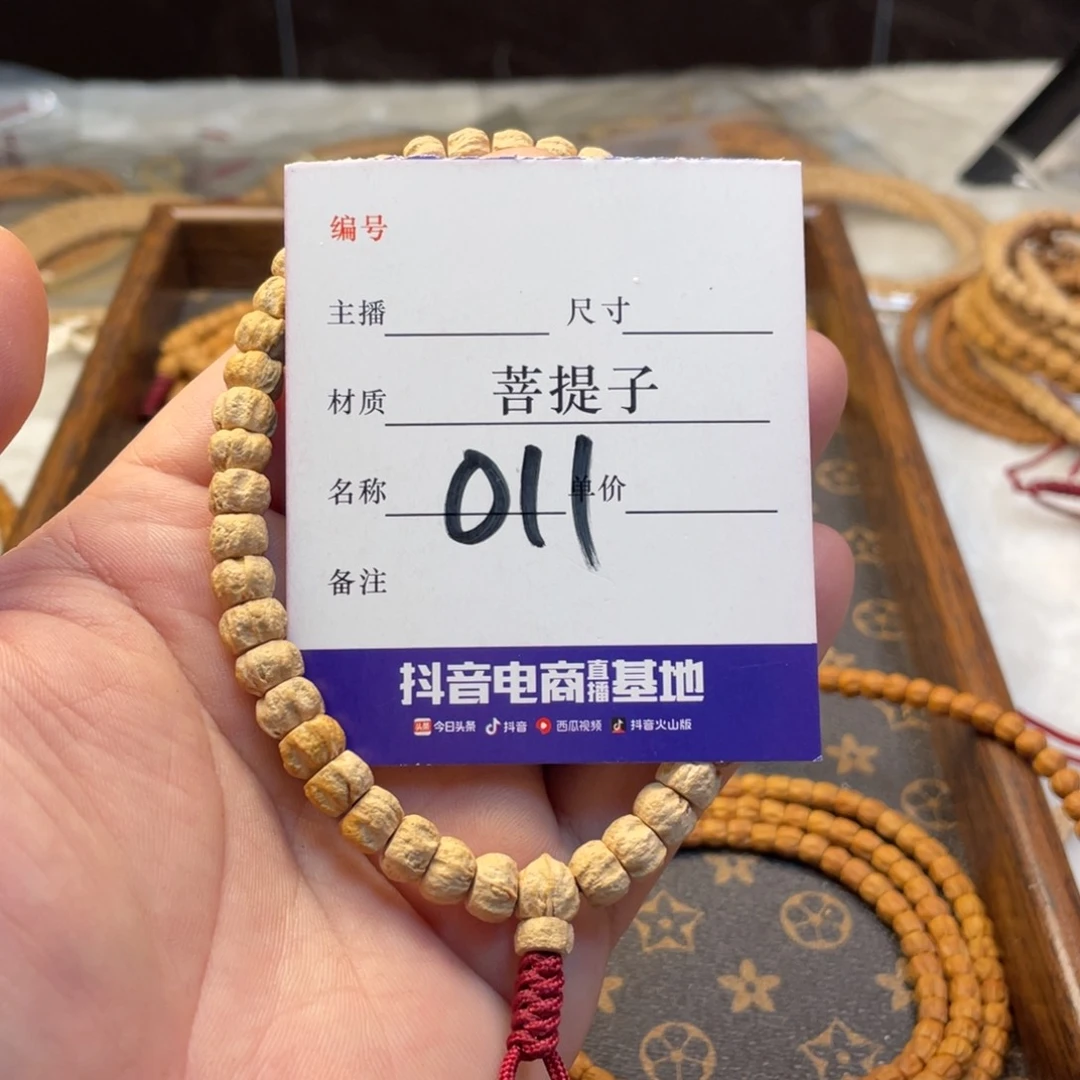 编号
主播 尺寸
材质 菩提子
名称 011 单价
备注
抖音电商直播基地
头条 今日头条 抖音 西瓜视频 抖音火山版